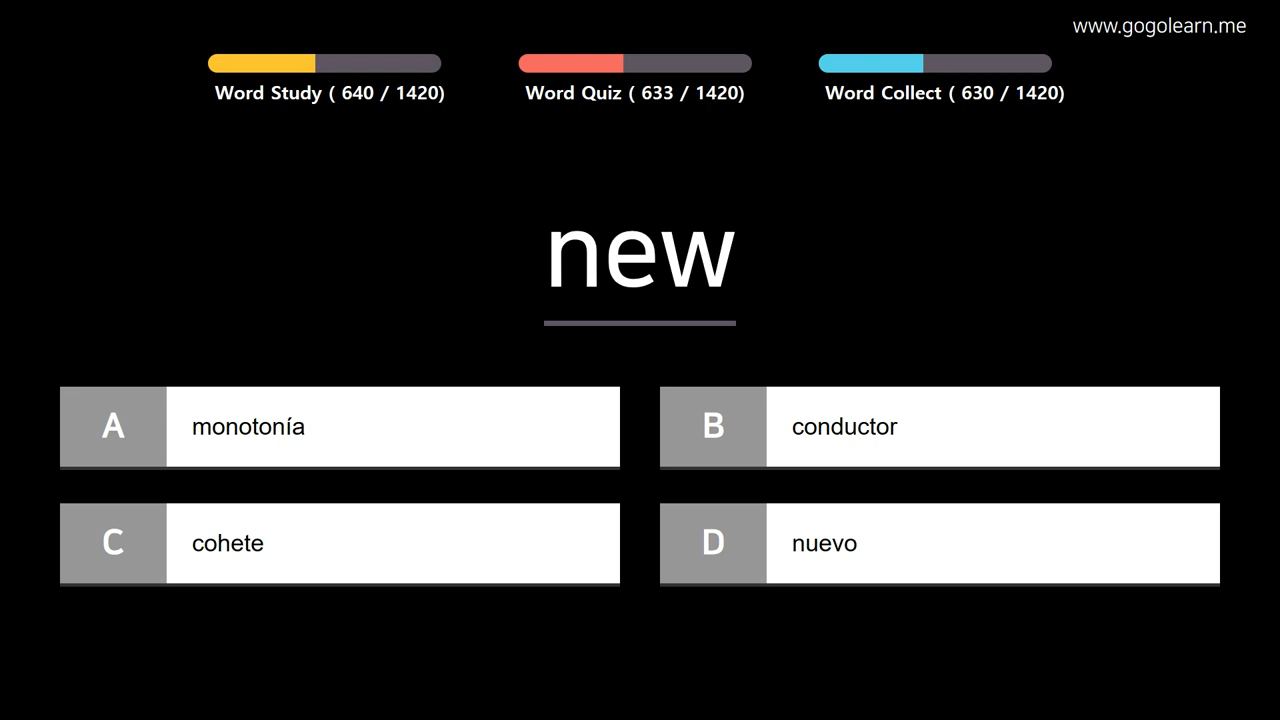 www.gogolearn.me
Word Study ( 640 / 1420)
Word Quiz ( 633 / 1420)
Word Collect ( 630 / 1420)
new
A
monotonía
B
conductor
C
cohete
D
nuevo